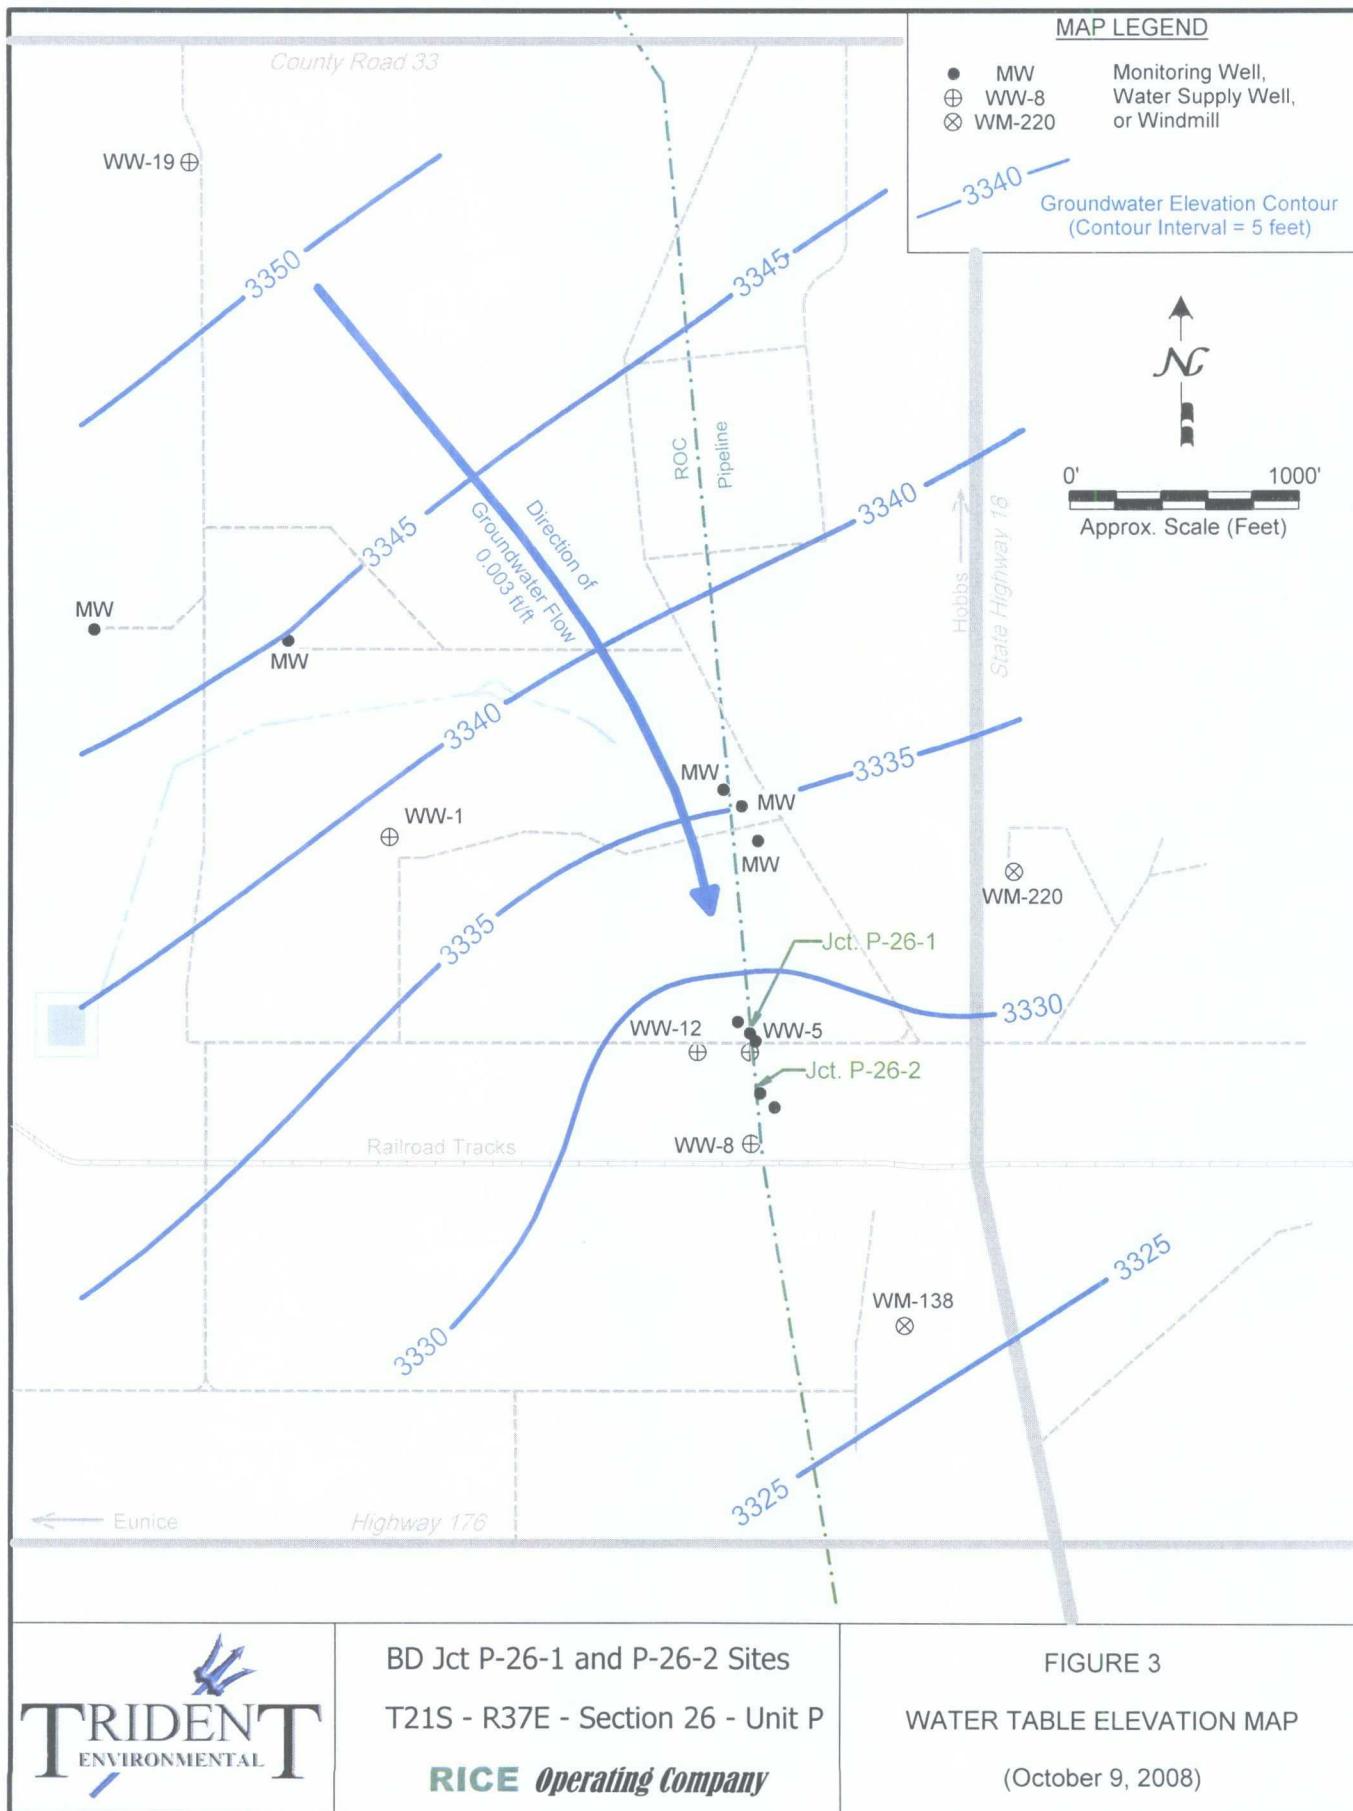 MAP LEGEND
MW Monitoring Well,
WW-8 Water Supply Well,
WM-220 or Windmill
3340
Groundwater Elevation Contour
(Contour Interval = 5 feet)
County Road 33
WW-19
3350
3345
N
0' 1000'
Approx. Scale (Feet)
ROC
Pipeline
3340
Direction of
Groundwater Flow
0.003 ft/ft
3345
Hobbs
State Highway 18
MW
MW
3340
MW
MW
3335
WW-1
MW
WM-220
3335
Jct. P-26-1
3330
WW-12
WW-5
Jct. P-26-2
WW-8
Railroad Tracks
3325
WM-138
3330
3325
Eunice
Highway 176
TRIDENT
ENVIRONMENTAL
BD Jct P-26-1 and P-26-2 Sites
T21S - R37E - Section 26 - Unit P
RICE Operating Company
FIGURE 3
WATER TABLE ELEVATION MAP
(October 9, 2008)